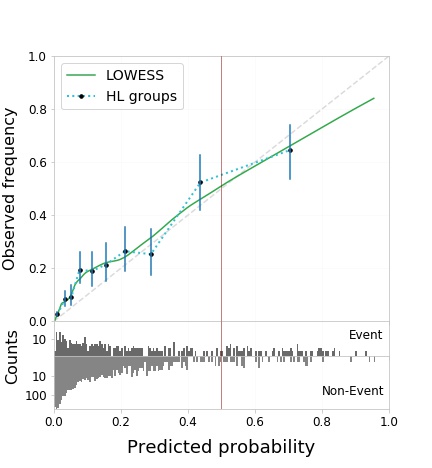 1.0
LOWESS
HL groups
0.8
0.6
0.4
0.2
0.0
Observed frequency
10
Event
10
Non-Event
100
Counts
0.0 0.2 0.4 0.6 0.8 1.0
Predicted probability